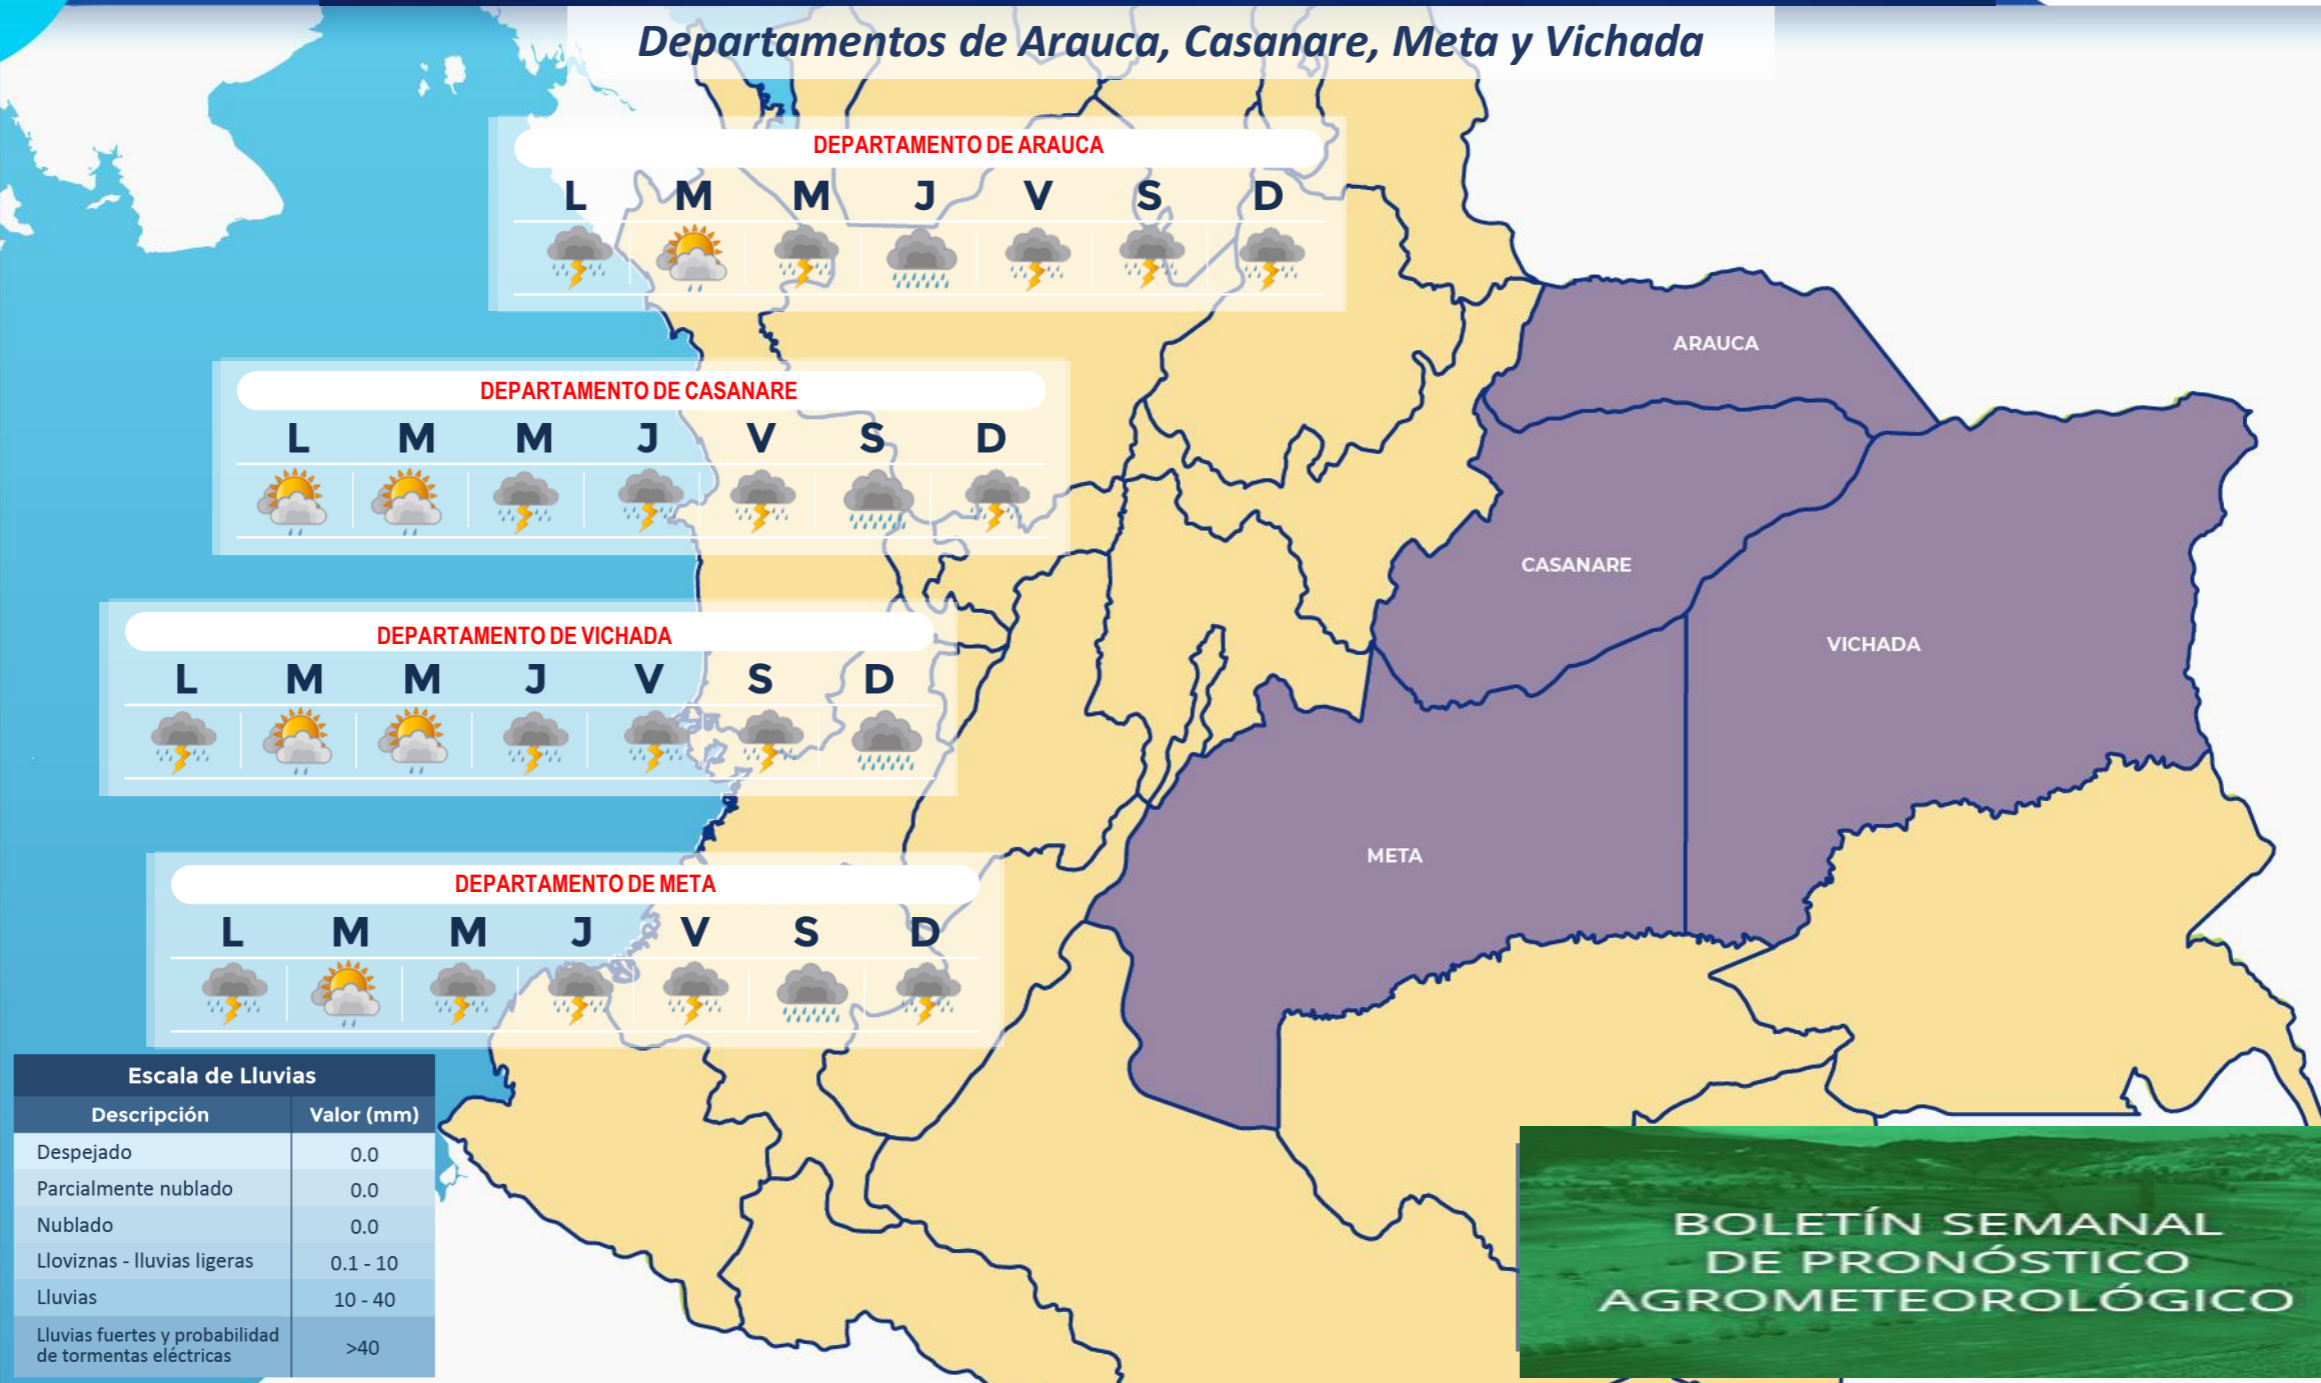 Departamentos de Arauca, Casanare, Meta y Vichada
DEPARTAMENTO DE ARAUCA
L M M J V S D
DEPARTAMENTO DE CASANARE
L M M J V S D
DEPARTAMENTO DE VICHADA
L M M J V S D
DEPARTAMENTO DE META
L M M J V S D
ARAUCA
CASANARE
VICHADA
META
Escala de Lluvias
Descripción Valor (mm)
Despejado 0.0
Parcialmente nublado 0.0
Nublado 0.0
Lloviznas - lluvias ligeras 0.1 - 10
Lluvias 10 - 40
Lluvias fuertes y probabilidad
de tormentas eléctricas >40
BOLETÍN SEMANAL
DE PRONÓSTICO
AGROMETEOROLÓGICO